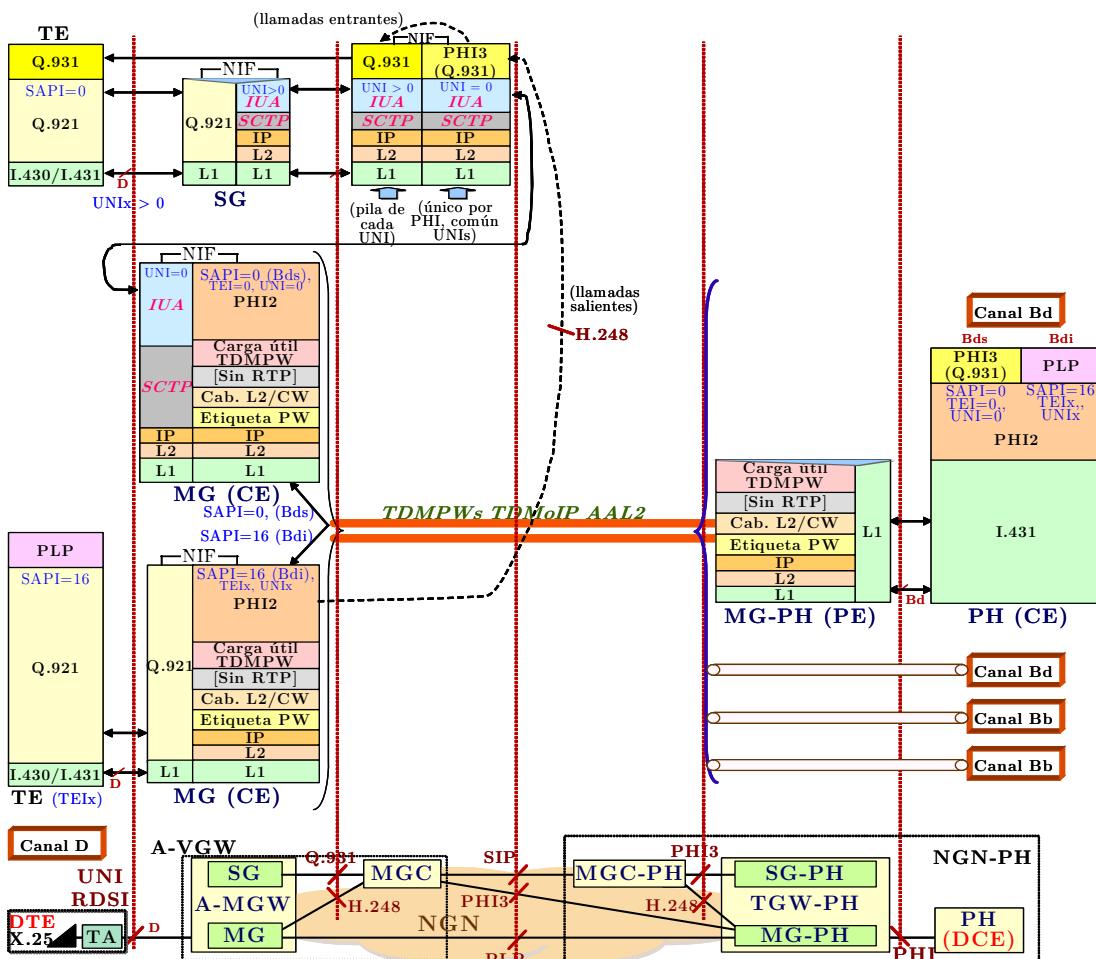 TE
(llamadas entrantes)
Q.931
NIF
Q.931
NIF
PHI3
(Q.931)
SAPI=0
Q.921
Q.921
UNI>0
IUA
SCTP
IP
L2
UNI > 0
IUA
SCTP
IP
L2
UNI = 0
IUA
SCTP
IP
L2
I.430/I.431
D
L1
L1
L1
L1
UNIx > 0
SG
(pila de
cada
UNI)
(único por
PHI, común
UNIs)
NIF
UNI=0
IUA
SCTP
IP
L2
L1
SAPI=0 (Bds),
TEI=0, UNI=0
PHI2
Carga útil
TDMPW
[Sin RTP]
Cab. L2/CW
Etiqueta PW
IP
L2
L1
MG (CE)
(llamadas
salientes)
H.248
Canal Bd
Bds
Bdi
PHI3
(Q.931)
PLP
SAPI=0
TEI=0,,
UNI=0
SAPI=16
TEIx,,
UNIx
PHI2
I.431
PH (CE)
Carga útil
TDMPW
[Sin RTP]
Cab. L2/CW
Etiqueta PW
IP
L2
L1
L1
Bd
MG-PH (PE)
SAPI=0, (Bds)
SAPI=16 (Bdi)
TDMPWs TDMoIP AAL2
PLP
SAPI=16
Q.921
I.430/I.431
D
TE (TEIx)
NIF
Q.921
L1
SAPI=16 (Bdi),
TEIx, UNIx
PHI2
Carga útil
TDMPW
[Sin RTP]
Cab. L2/CW
Etiqueta PW
IP
L2
L1
MG (CE)
Canal Bd
Canal Bb
Canal Bb
Canal D
UNI
RDSI
A-VGW
SG
A-MGW
MG
Q.931
MGC
H.248
SIP
PHI3
NGN
PLP
MGC-PH
PHI3
H.248
SG-PH
TGW-PH
MG-PH
NGN-PH
PH
(DCE)
PHI
DTE
X.25
TA
D